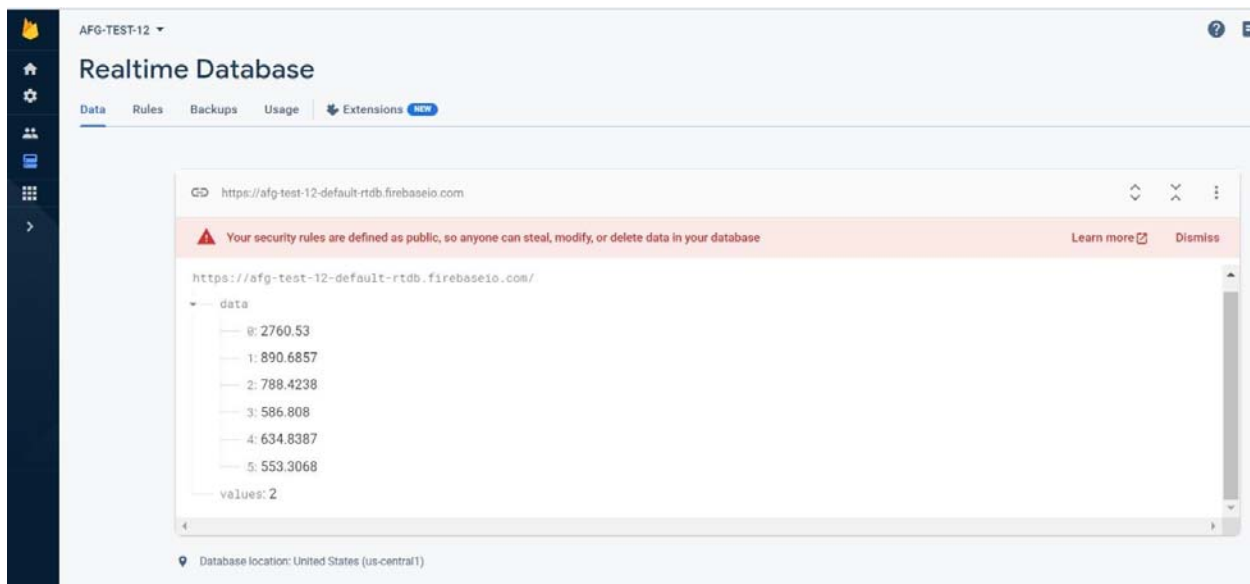 AFG-TEST-12
Realtime Database
Data Rules Backups Usage Extensions NEW
https://afg-test-12-default-rtdb.firebaseio.com
Your security rules are defined as public, so anyone can steal, modify, or delete data in your database Learn more Dismiss
https://afg-test-12-default-rtdb.firebaseio.com/
data
0: 2760.53
1: 890.6857
2: 788.4238
3: 586.808
4: 634.8387
5: 553.3068
values: 2
Database location: United States (us-central1)